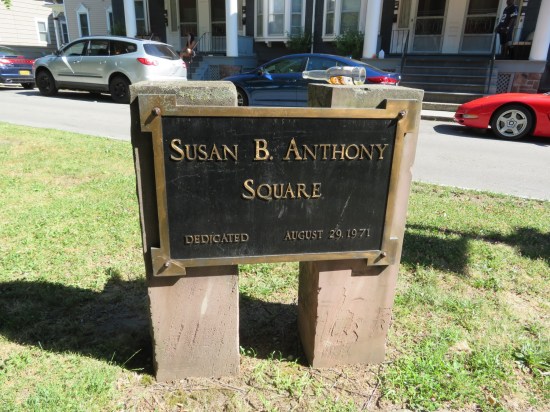 SUSAN B. ANTHONY
SQUARE
DEDICATED AUGUST 29, 1971